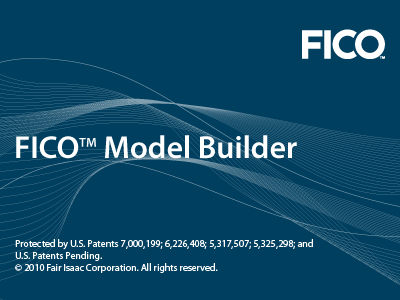 FICO™
FICO™ Model Builder
Protected by U.S. Patents 7,000,199; 6,226,408; 5,317,507; 5,325,298; and
U.S. Patents Pending.
© 2010 Fair Isaac Corporation. All rights reserved.